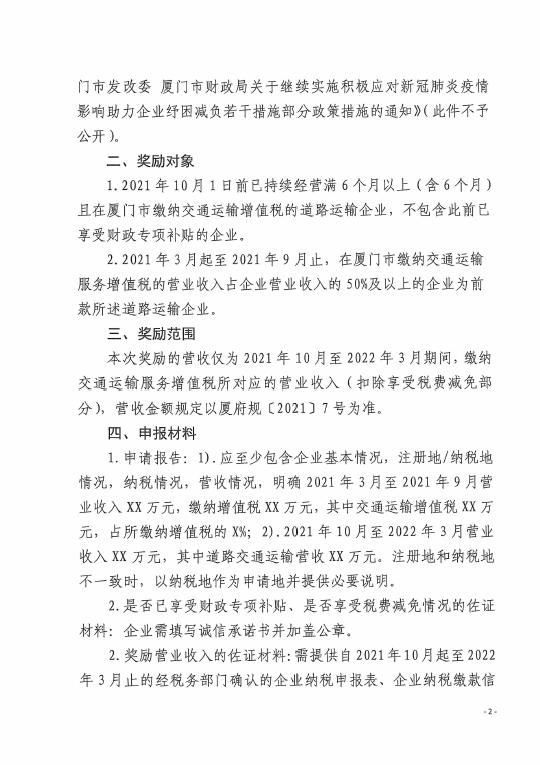 门市发改委 厦门市财政局关于继续实施积极应对新冠肺炎疫情
影响助力企业纾困减负若干措施部分政策措施的通知》（此件不予
公开）。
二、奖励对象
1.2021 年 10 月 1 日前已持续经营满 6 个月以上（含 6 个月）
且在厦门市缴纳交通运输增值税的道路运输企业，不包含此前已
享受财政专项补贴的企业。
2.2021 年 3 月起至 2021 年 9 月止，在厦门市缴纳交通运输
服务增值税的营业收入占企业营业收入的 50%及以上的企业为前
款所述道路运输企业。
三、奖励范围
本次奖励的营收仅为 2021 年 10 月至 2022 年 3 月期间，缴纳
交通运输服务增值税所对应的营业收入（扣除享受税费减免部
分），营收金额规定以厦府规〔2021〕7 号为准。
四、申报材料
1.申请报告：1).应至少包含企业基本情况，注册地/纳税地
情况，纳税情况，营收情况，明确 2021 年 3 月至 2021 年 9 月营
业收入 XX 万元，缴纳增值税 XX 万元，其中交通运输增值税 XX 万
元，占所缴纳增值税的 X%；2).2021 年 10 月至 2022 年 3 月营业
收入 XX 万元，其中道路交通运输营收 XX 万元。注册地和纳税地
不一致时，以纳税地作为申请地并提供必要说明。
2.是否已享受财政专项补贴、是否享受税费减免情况的佐证
材料：企业需填写诚信承诺书并加盖公章。
2.奖励营业收入的佐证材料：需提供自 2021 年 10 月起至 2022
年 3 月止的经税务部门确认的企业纳税申报表、企业纳税缴款信
-2-